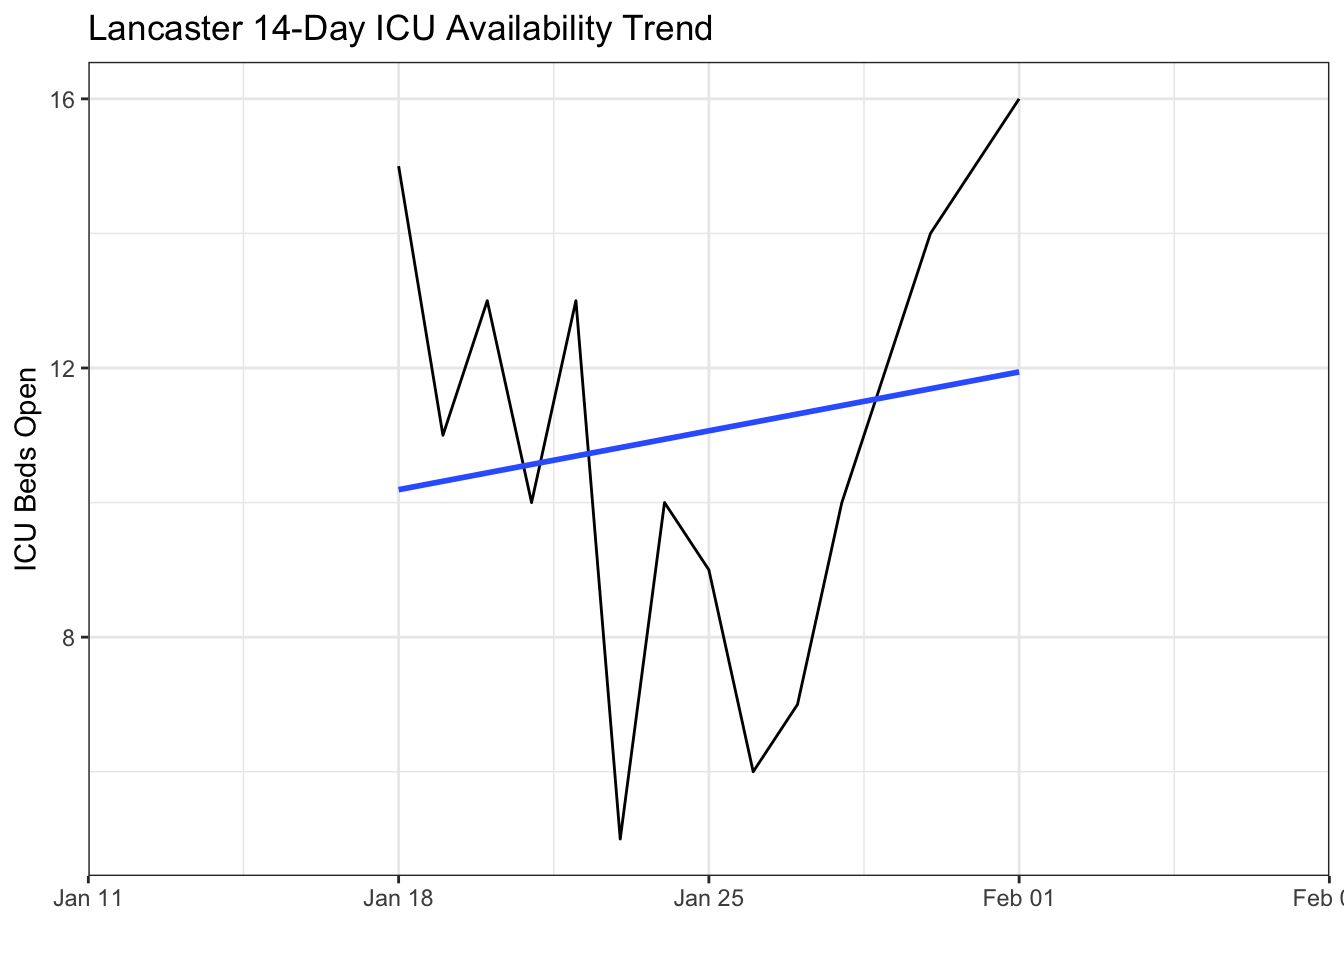 Lancaster 14-Day ICU Availability Trend
ICU Beds Open
16
12
8
Jan 11 Jan 18 Jan 25 Feb 01 Feb